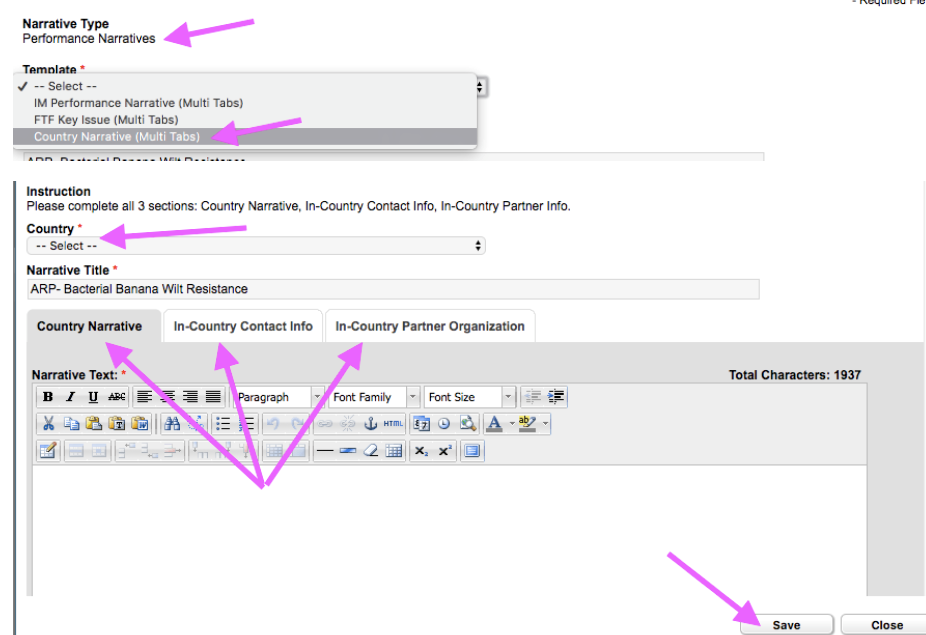 - Required Fie
Narrative Type
Performance Narratives
Template *
✓ -- Select --
IM Performance Narrative (Multi Tabs)
FTF Key Issue (Multi Tabs)
Country Narrative (Multi Tabs)
ARP- Bacterial Banana Wilt Resistance
Instruction
Please complete all 3 sections: Country Narrative, In-Country Contact Info, In-Country Partner Info.
Country *
-- Select --
Narrative Title *
ARP- Bacterial Banana Wilt Resistance
Country Narrative In-Country Contact Info In-Country Partner Organization
Narrative Text: * Total Characters: 1937
B I U ABC Paragraph Font Family Font Size
HTML A ab
x₂ x²
Save Close